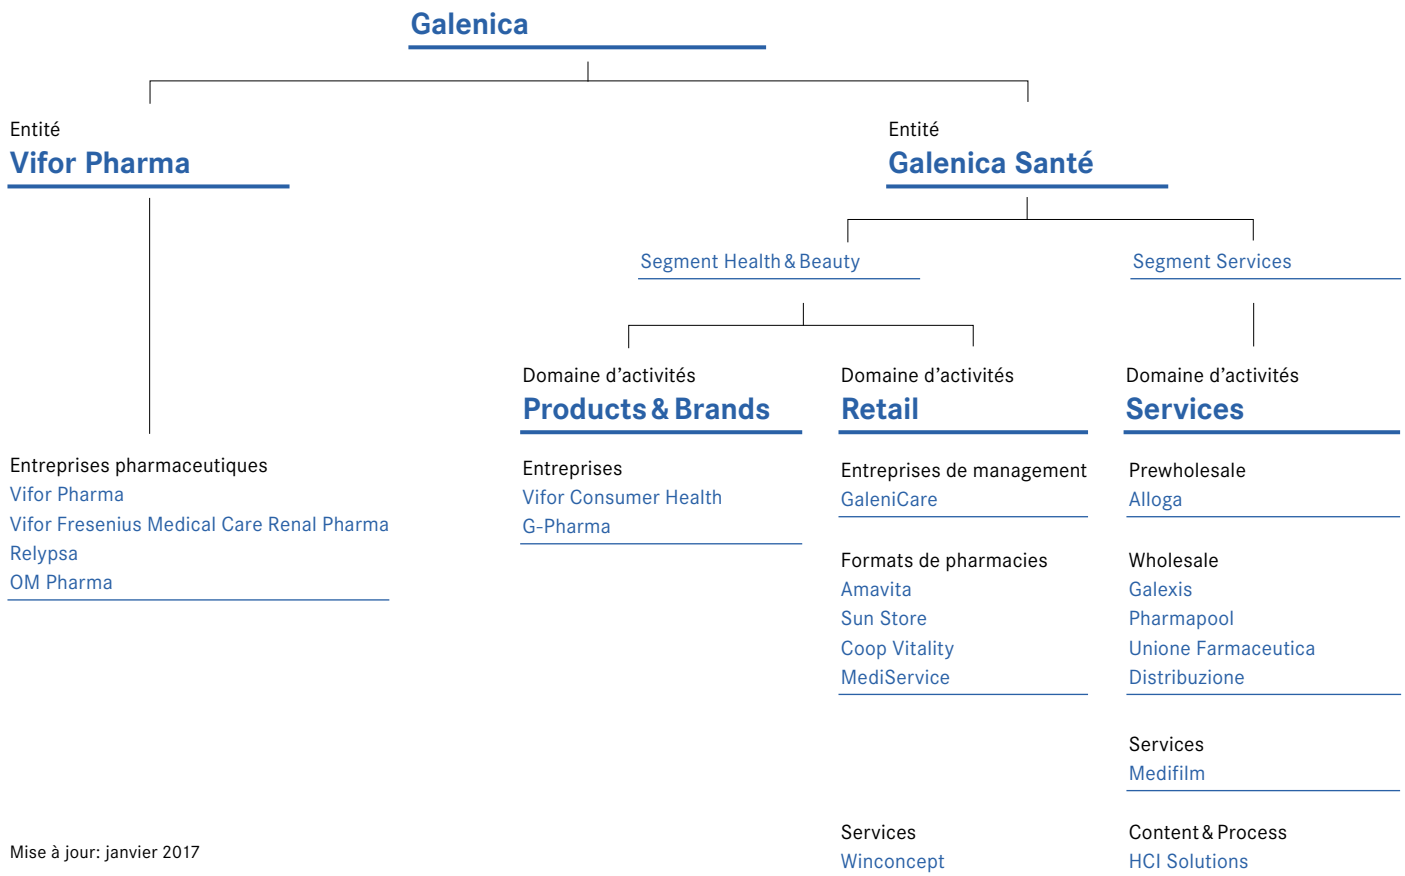 Galenica
Entité
Vifor Pharma
Entité
Galenica Santé
Segment Health & Beauty
Segment Services
Domaine d’activités
Products & Brands
Domaine d’activités
Retail
Domaine d’activités
Services
Entreprises pharmaceutiques
Vifor Pharma
Vifor Fresenius Medical Care Renal Pharma
Relypsa
OM Pharma
Entreprises
Vifor Consumer Health
G-Pharma
Entreprises de management
GaleniCare
Formats de pharmacies
Amavita
Sun Store
Coop Vitality
MediService
Services
Winconcept
Prewholesale
Alloga
Wholesale
Galexis
Pharmapool
Unione Farmaceutica
Distribuzione
Services
Medifilm
Content & Process
HCI Solutions
Mise à jour: janvier 2017